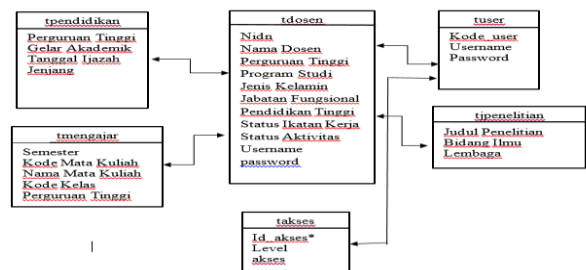 tpendidikan
Perguruan Tinggi
Gelar Akademik
Tanggal Ijazah
Jenjang
tdosen
Nidn
Nama Dosen
Perguruan Tinggi
Program Studi
Jenis Kelamin
Jabatan Fungsional
Pendidikan Tinggi
Status Ikatan Kerja
Status Aktivitas
Username
password
tuser
Kode_user
Username
Password
tmengajar
Semester
Kode Mata Kuliah
Nama Mata Kuliah
Kode Kelas
Perguruan Tinggi
tjpenelitian
Judul Penelitian
Bidang Ilmu
Lembaga
takses
Id_akses*
Level
akses